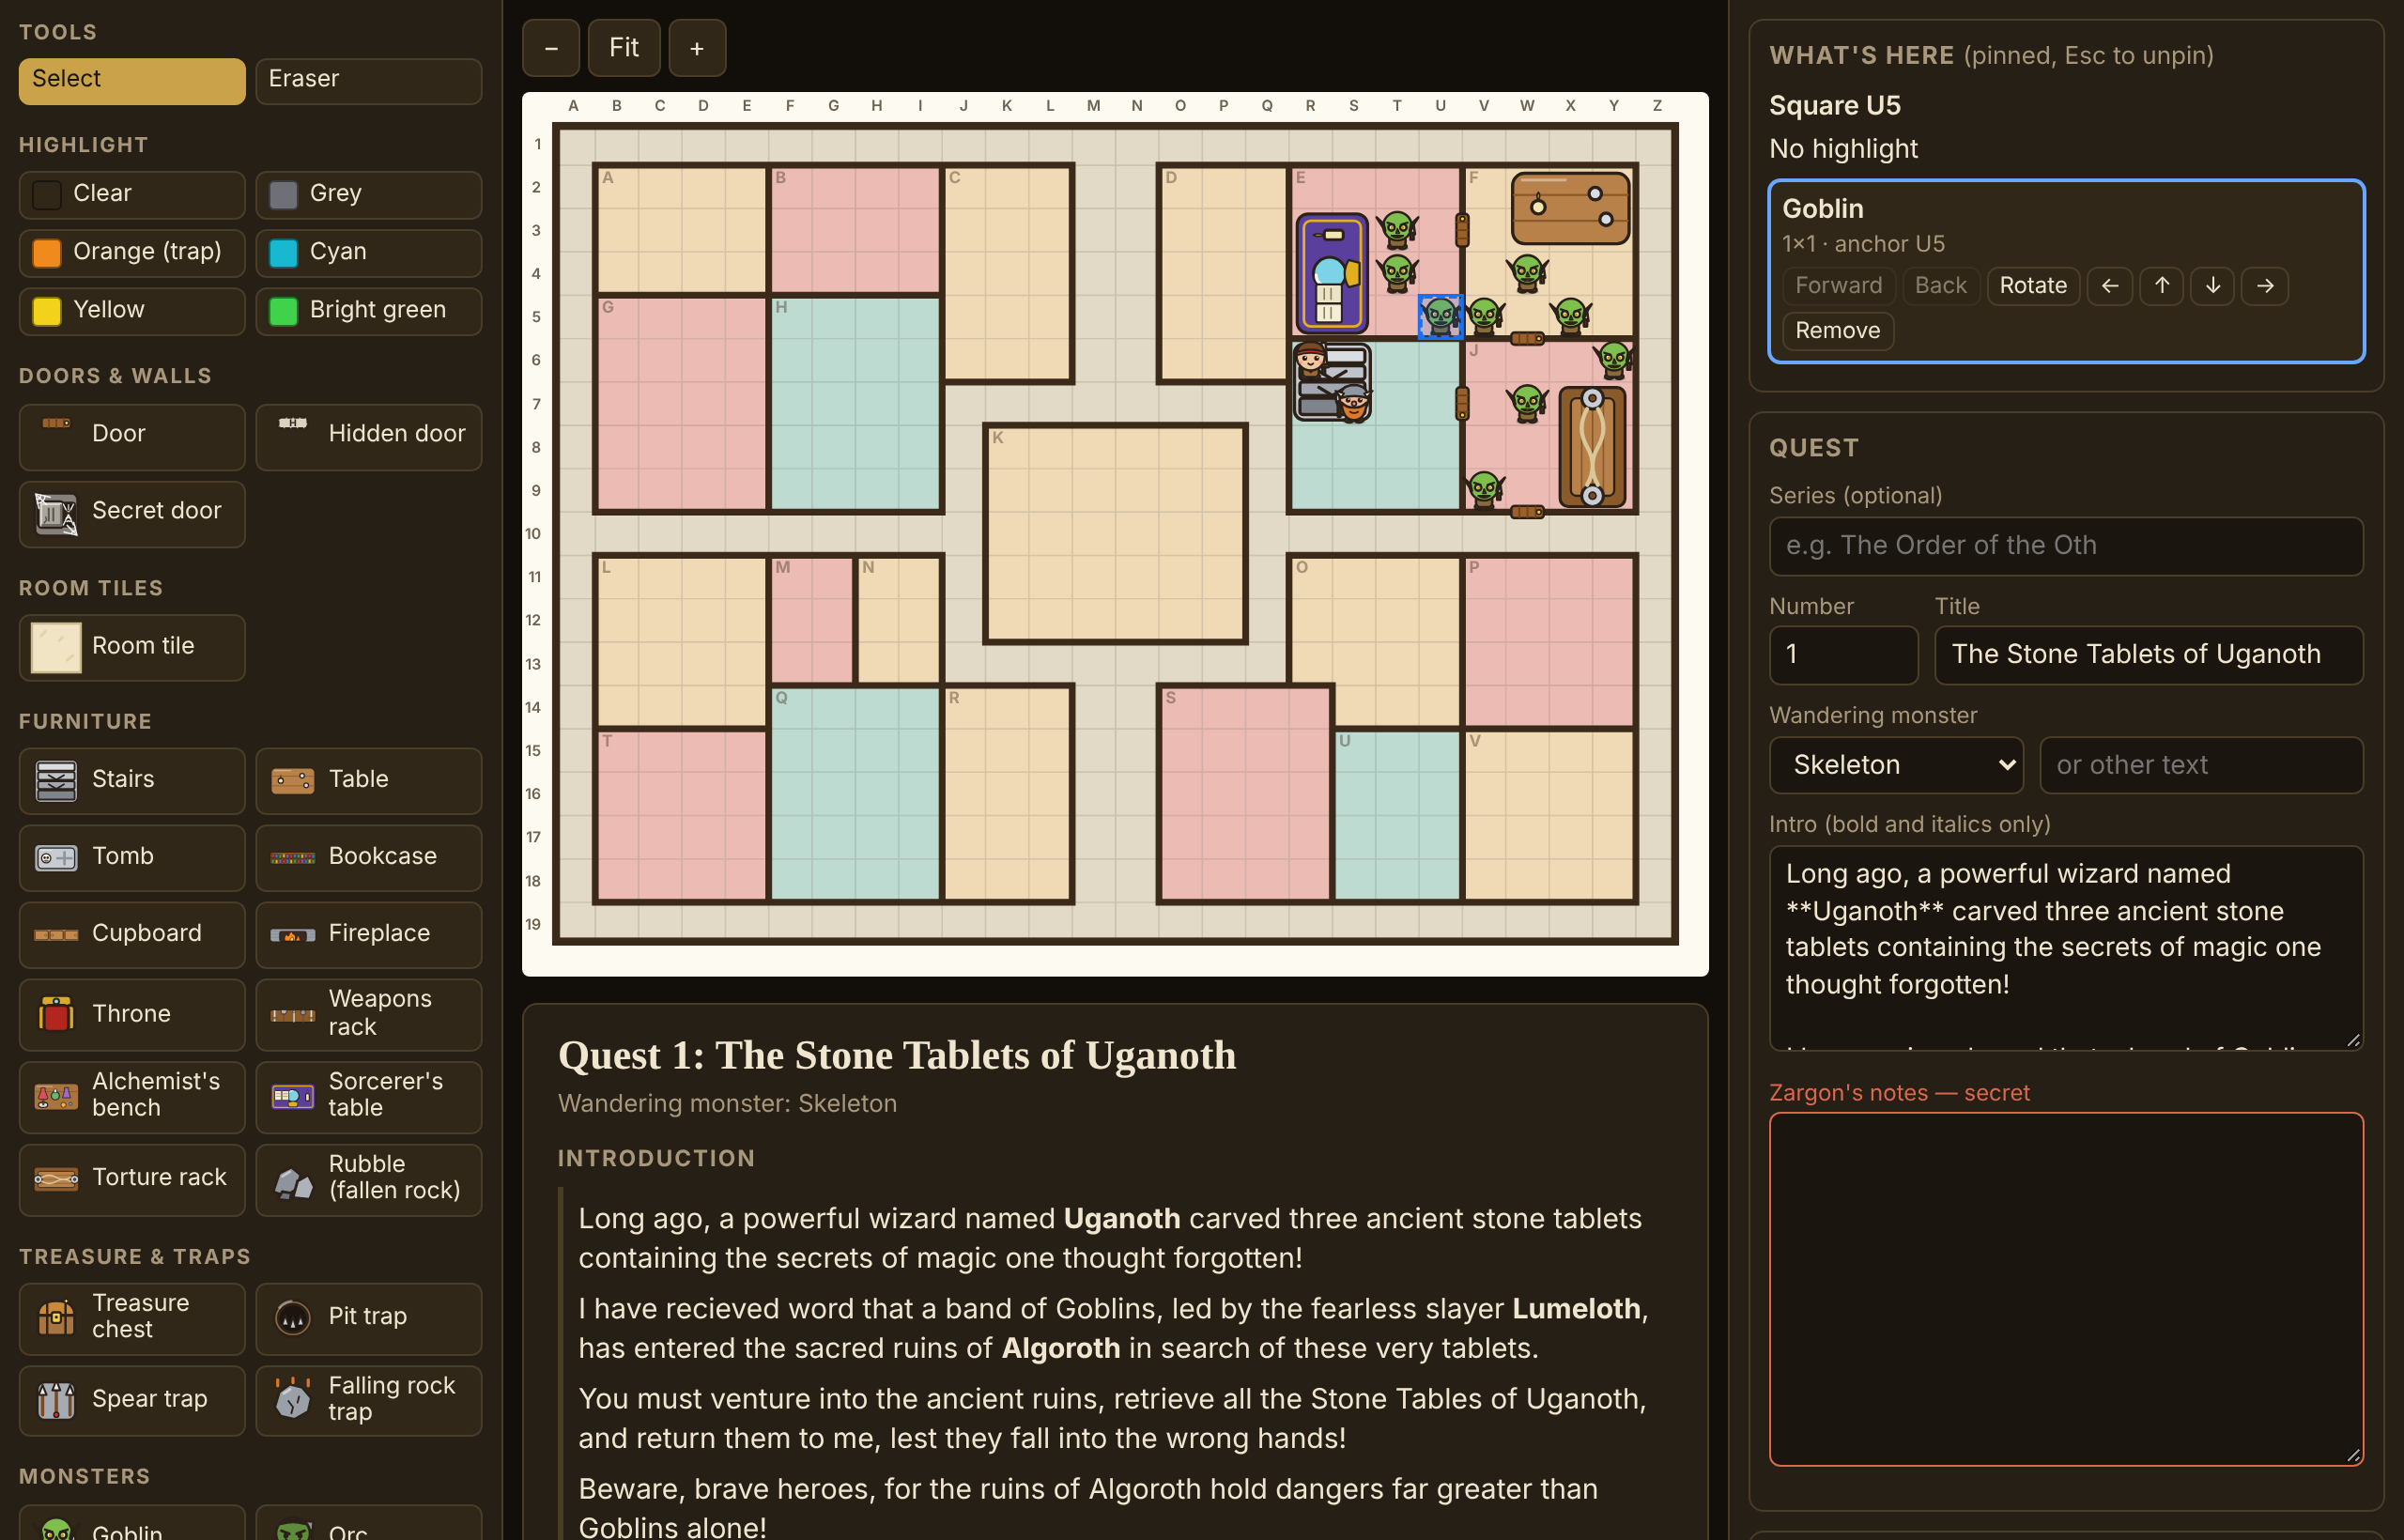 TOOLS
Select
Eraser
HIGHLIGHT
Clear
Grey
Orange (trap)
Cyan
Yellow
Bright green
DOORS & WALLS
Door
Hidden door
Secret door
ROOM TILES
Room tile
FURNITURE
Stairs
Table
Tomb
Bookcase
Cupboard
Fireplace
Throne
Weapons
rack
Alchemist's
bench
Sorcerer's
table
Torture rack
Rubble
(fallen rock)
TREASURE & TRAPS
Treasure
chest
Pit trap
Spear trap
Falling rock
trap
MONSTERS
Goblin
Orc
− Fit +
A B C D E F G H I J K L M N O P Q R S T U V W X Y Z
1
2
3
4
5
6
7
8
9
10
11
12
13
14
15
16
17
18
19
A B C D E F
G H J
K
L M N O P
Q R S
T U V
Quest 1: The Stone Tablets of Uganoth
Wandering monster: Skeleton
INTRODUCTION
Long ago, a powerful wizard named Uganoth carved three ancient stone tablets
containing the secrets of magic one thought forgotten!
I have recieved word that a band of Goblins, led by the fearless slayer Lumeloth,
has entered the sacred ruins of Algoroth in search of these very tablets.
You must venture into the ancient ruins, retrieve all the Stone Tables of Uganoth,
and return them to me, lest they fall into the wrong hands!
Beware, brave heroes, for the ruins of Algoroth hold dangers far greater than
Goblins alone!
WHAT'S HERE (pinned, Esc to unpin)
Square U5
No highlight
Goblin
1×1 · anchor U5
Forward Back Rotate ← ↑ ↓ →
Remove
QUEST
Series (optional)
e.g. The Order of the Oth
Number Title
1 The Stone Tablets of Uganoth
Wandering monster
Skeleton or other text
Intro (bold and italics only)
Long ago, a powerful wizard named
**Uganoth** carved three ancient stone
tablets containing the secrets of magic one
thought forgotten!
Zargon's notes — secret